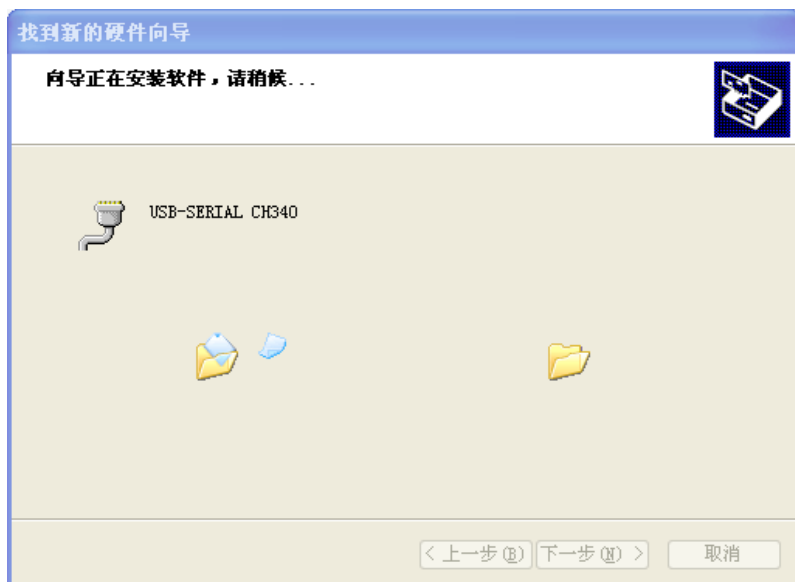 找到新的硬件向导
向导正在安装软件，请稍候...
USB-SERIAL CH340
< 上一步(B) 下一步(N) > 取消